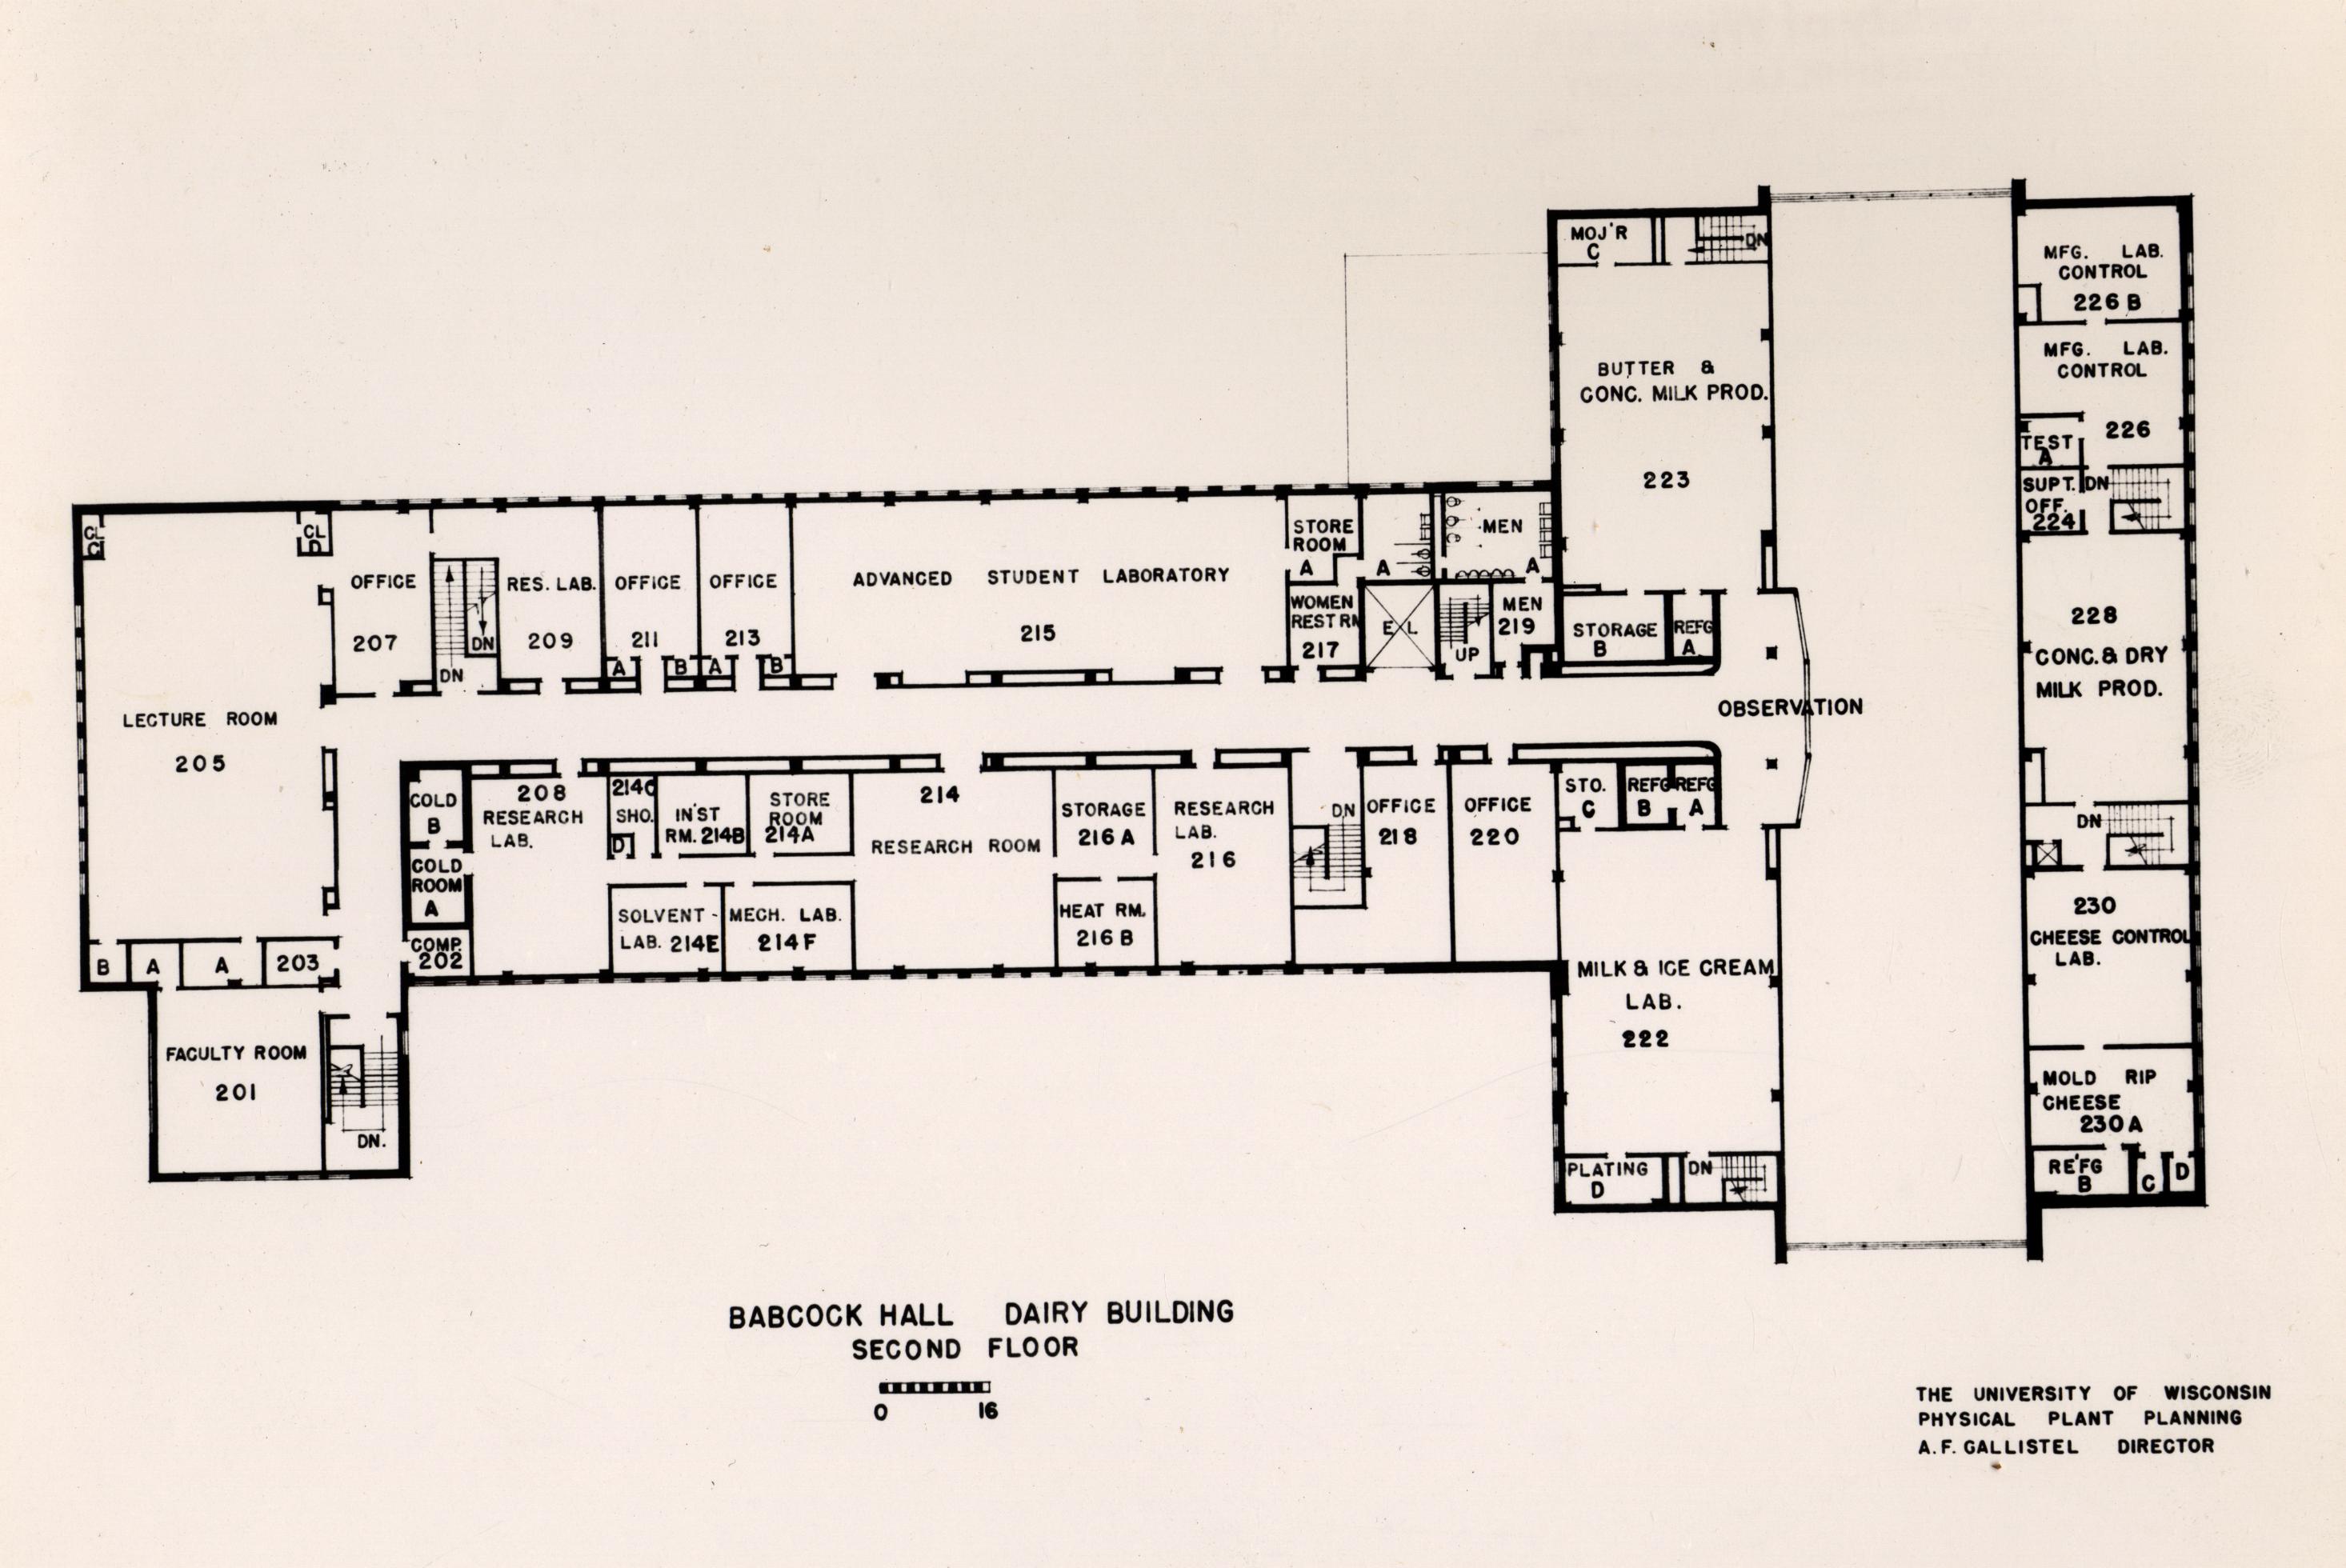 MOJ'R
C
DN
MFG. LAB.
CONTROL
226 B
MFG. LAB.
CONTROL
226
TEST
A
SUPT.
OFF.
224
DN
BUTTER &
CONC. MILK PROD.
223
CL
CL
D
OFFICE
207
DN
DN
RES. LAB.
209
OFFICE
211
A
B
OFFICE
213
A
B
ADVANCED STUDENT LABORATORY
215
STORE
ROOM
A
A
MEN
A
WOMEN
REST RM
217
EL
UP
MEN
219
STORAGE
B
REFG
A
228
CONC. & DRY
MILK PROD.
LECTURE ROOM
205
OBSERVATION
COLD
B
COLD
ROOM
A
COMP.
202
208
RESEARCH
LAB.
214C
SHO.
D
IN'ST
RM. 214B
STORE
ROOM
214A
214
RESEARCH ROOM
SOLVENT -
LAB. 214E
MECH. LAB.
214F
STORAGE
216 A
HEAT RM.
216 B
RESEARCH
LAB.
216
DN
OFFICE
218
OFFICE
220
STO.
C
REFG
B
REFG
A
DN
230
CHEESE CONTROL
LAB.
B
A
A
203
FACULTY ROOM
201
DN.
MILK & ICE CREAM
LAB.
222
MOLD RIP
CHEESE
230 A
PLATING
D
DN
RE'FG
B
C
D
BABCOCK HALL DAIRY BUILDING
SECOND FLOOR
0 16
THE UNIVERSITY OF WISCONSIN
PHYSICAL PLANT PLANNING
A. F. GALLISTEL DIRECTOR